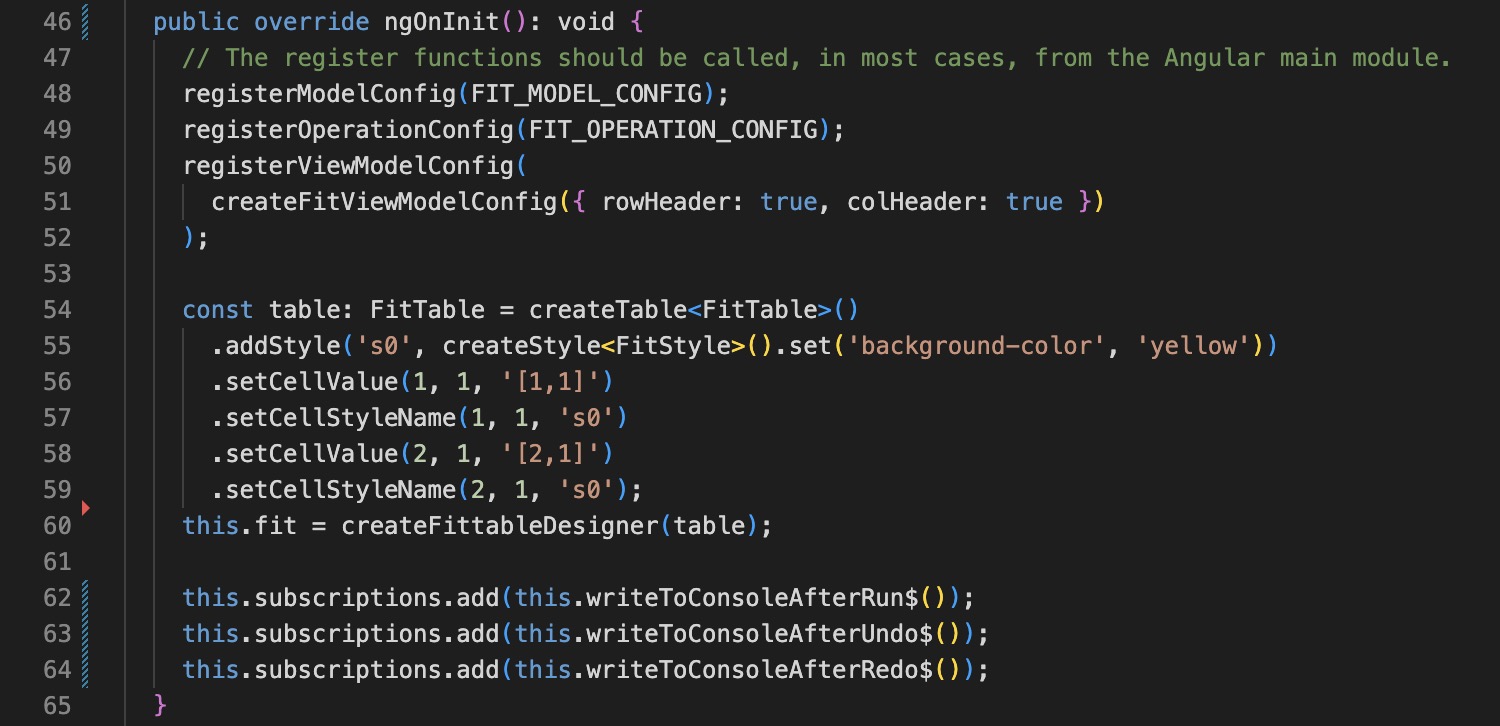 46 public override ngOnInit(): void {
47 // The register functions should be called, in most cases, from the Angular main module.
48 registerModelConfig(FIT_MODEL_CONFIG);
49 registerOperationConfig(FIT_OPERATION_CONFIG);
50 registerViewModelConfig(
51 createFitViewModelConfig({ rowHeader: true, colHeader: true })
52 );
53
54 const table: FitTable = createTable<FitTable>()
55 .addStyle('s0', createStyle<FitStyle>().set('background-color', 'yellow'))
56 .setCellValue(1, 1, '[1,1]')
57 .setCellStyleName(1, 1, 's0')
58 .setCellValue(2, 1, '[2,1]')
59 .setCellStyleName(2, 1, 's0');
60 this.fit = createFittableDesigner(table);
61
62 this.subscriptions.add(this.writeToConsoleAfterRun$());
63 this.subscriptions.add(this.writeToConsoleAfterUndo$());
64 this.subscriptions.add(this.writeToConsoleAfterRedo$());
65 }